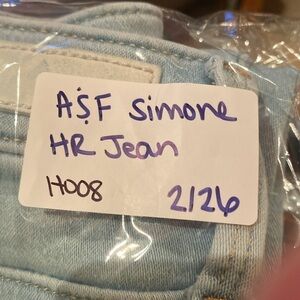 A&F Simone
HR Jean
H008 2/26